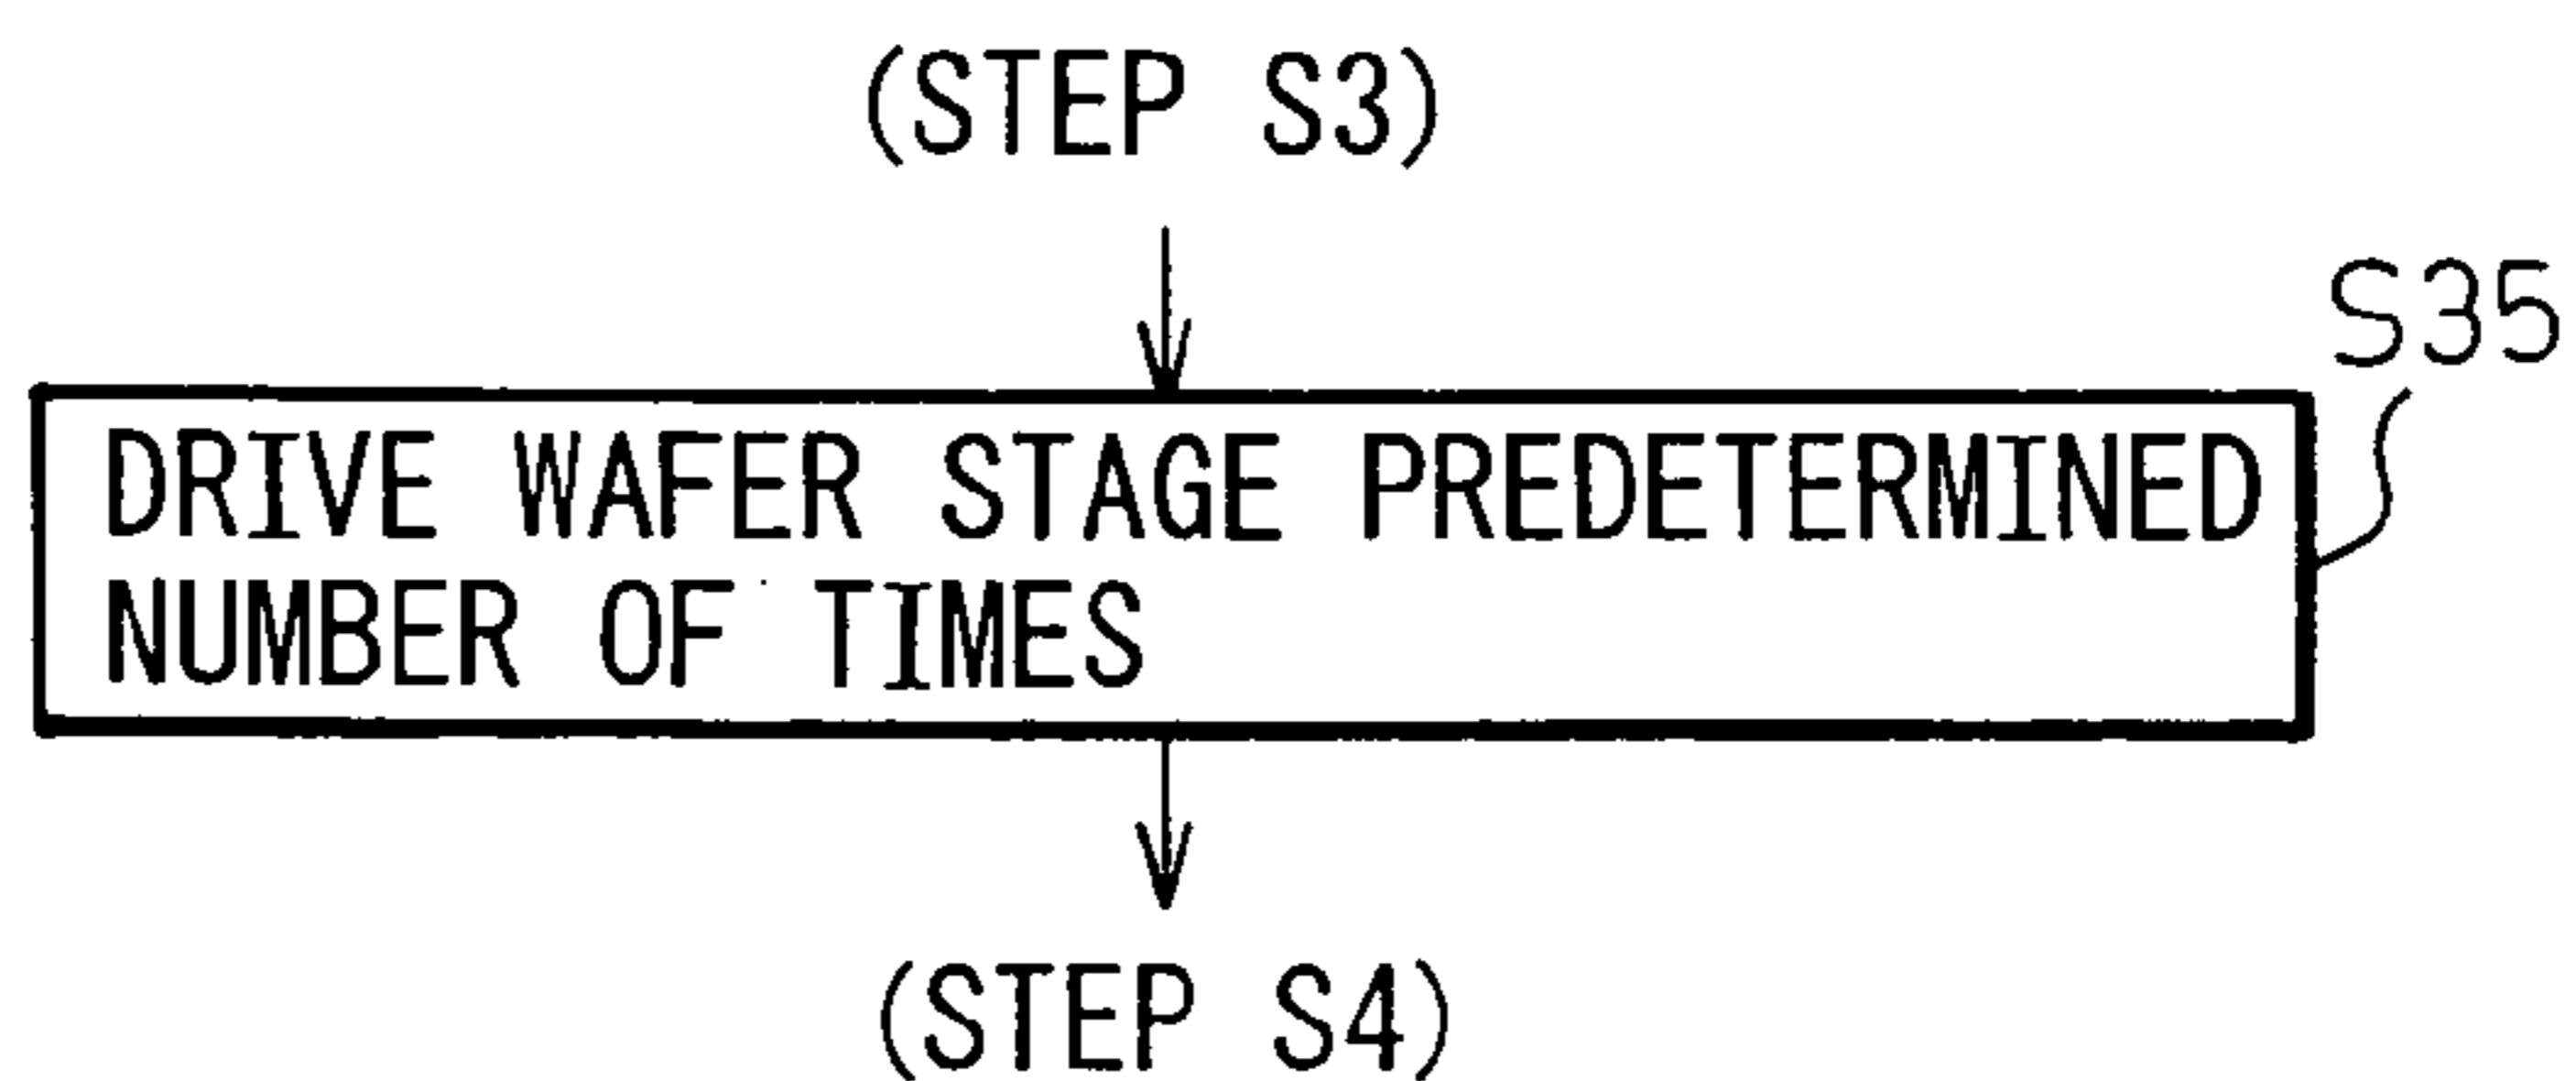 (STEP S3)
S35
DRIVE WAFER STAGE PREDETERMINED
NUMBER OF TIMES
(STEP S4)